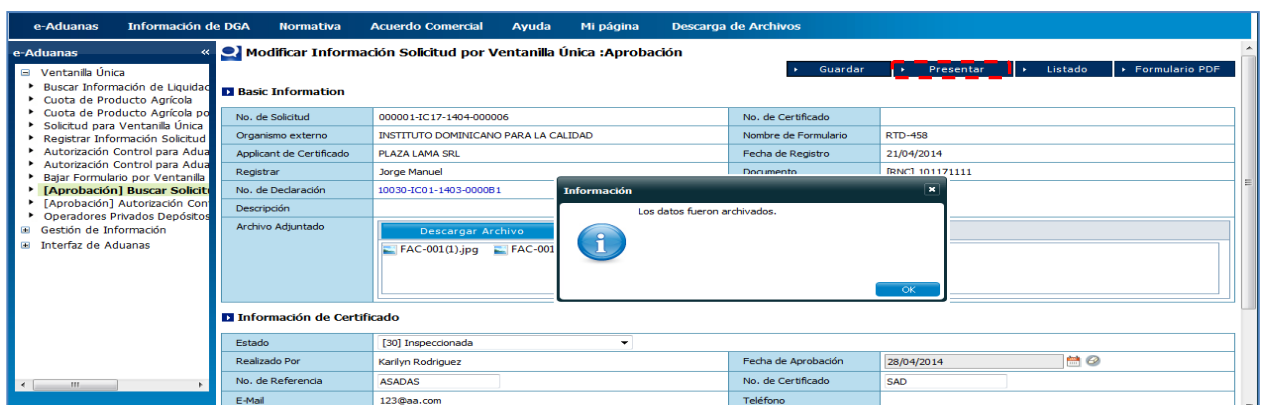 e-Aduanas Información de DGA Normativa Acuerdo Comercial Ayuda Mi página Descarga de Archivos
e-Aduanas «
Ventanilla Única
Buscar Información de Liquidac
Cuota de Producto Agrícola
Cuota de Producto Agrícola po
Solicitud para Ventanilla Única
Registrar Información Solicitud
Autorización Control para Adua
Autorización Control para Adua
Bajar Formulario por Ventanilla
[Aprobación] Buscar Solicitu
[Aprobación] Autorización Con
Operadores Privados Depósitos
Gestión de Información
Interfaz de Aduanas
Modificar Información Solicitud por Ventanilla Única :Aprobación
Guardar Presentar Listado Formulario PDF
Basic Information
No. de Solicitud 000001-IC17-1404-000006 No. de Certificado
Organismo externo INSTITUTO DOMINICANO PARA LA CALIDAD Nombre de Formulario RTD-458
Applicant de Certificado PLAZA LAMA SRL Fecha de Registro 21/04/2014
Registrar Jorge Manuel Documento [RNC] 101171111
No. de Declaración 10030-IC01-1403-0000B1
Descripción
Archivo Adjuntado Descargar Archivo
FAC-001(1).jpg FAC-001
Información
Los datos fueron archivados.
OK
Información de Certificado
Estado [30] Inspeccionada
Realizado Por Karilyn Rodriguez Fecha de Aprobación 28/04/2014
No. de Referencia ASADAS No. de Certificado SAD
E-Mail 123@aa.com Teléfono